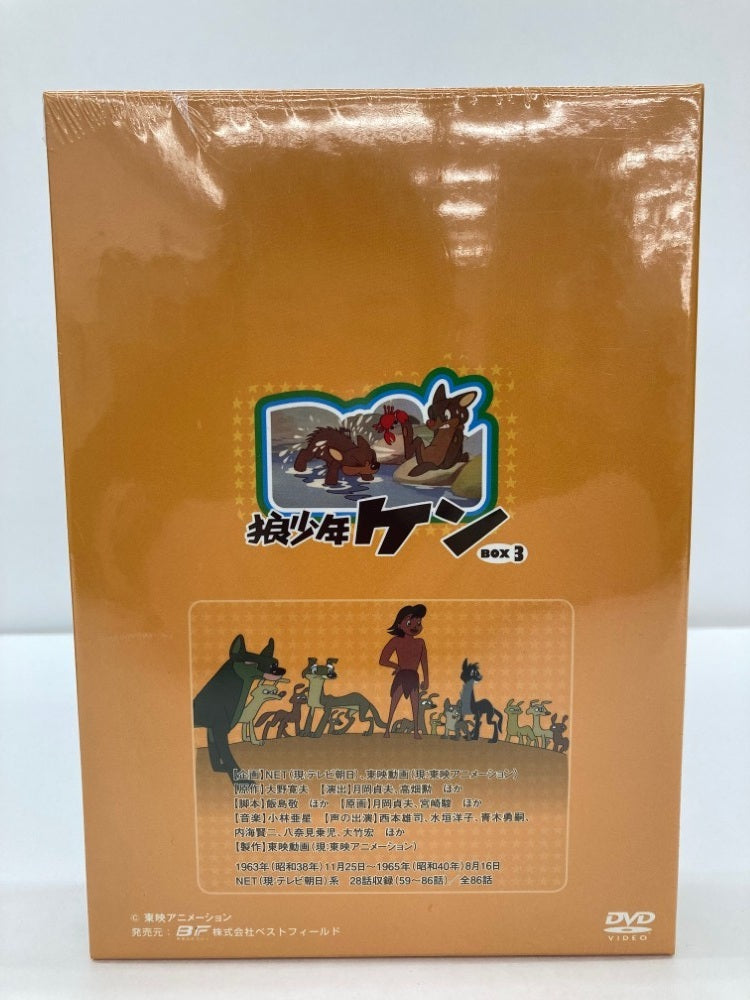 狼少年ケン BOX 3
【企画】NET(現:テレビ朝日)、東映動画(現:東映アニメーション)
【原作】大野寛夫 【演出】月岡貞夫、高畑勲 ほか
【脚本】飯島敬 ほか 【原画】月岡貞夫、宮崎駿 ほか
【音楽】小林亜星 【声の出演】西本雄司、水垣洋子、青木勇嗣、
内海賢二、八奈見乗児、大竹宏 ほか
【製作】東映動画(現:東映アニメーション)
1963年(昭和38年)11月25日～1965年(昭和40年)8月16日
NET(現:テレビ朝日)系 28話収録(59～86話)/全86話
© 東映アニメーション
発売元: BF 株式会社ベストフィールド
DVD
VIDEO